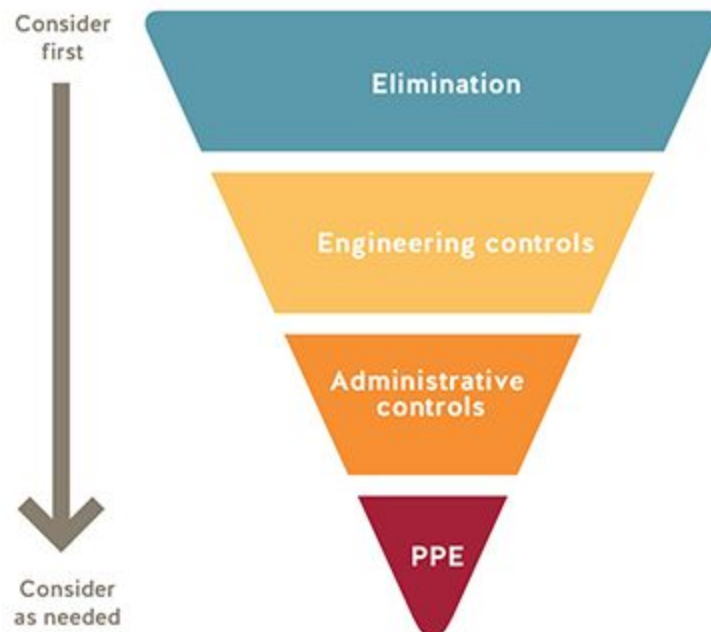 Consider
first
Elimination
Engineering controls
Administrative
controls
PPE
Consider
as needed